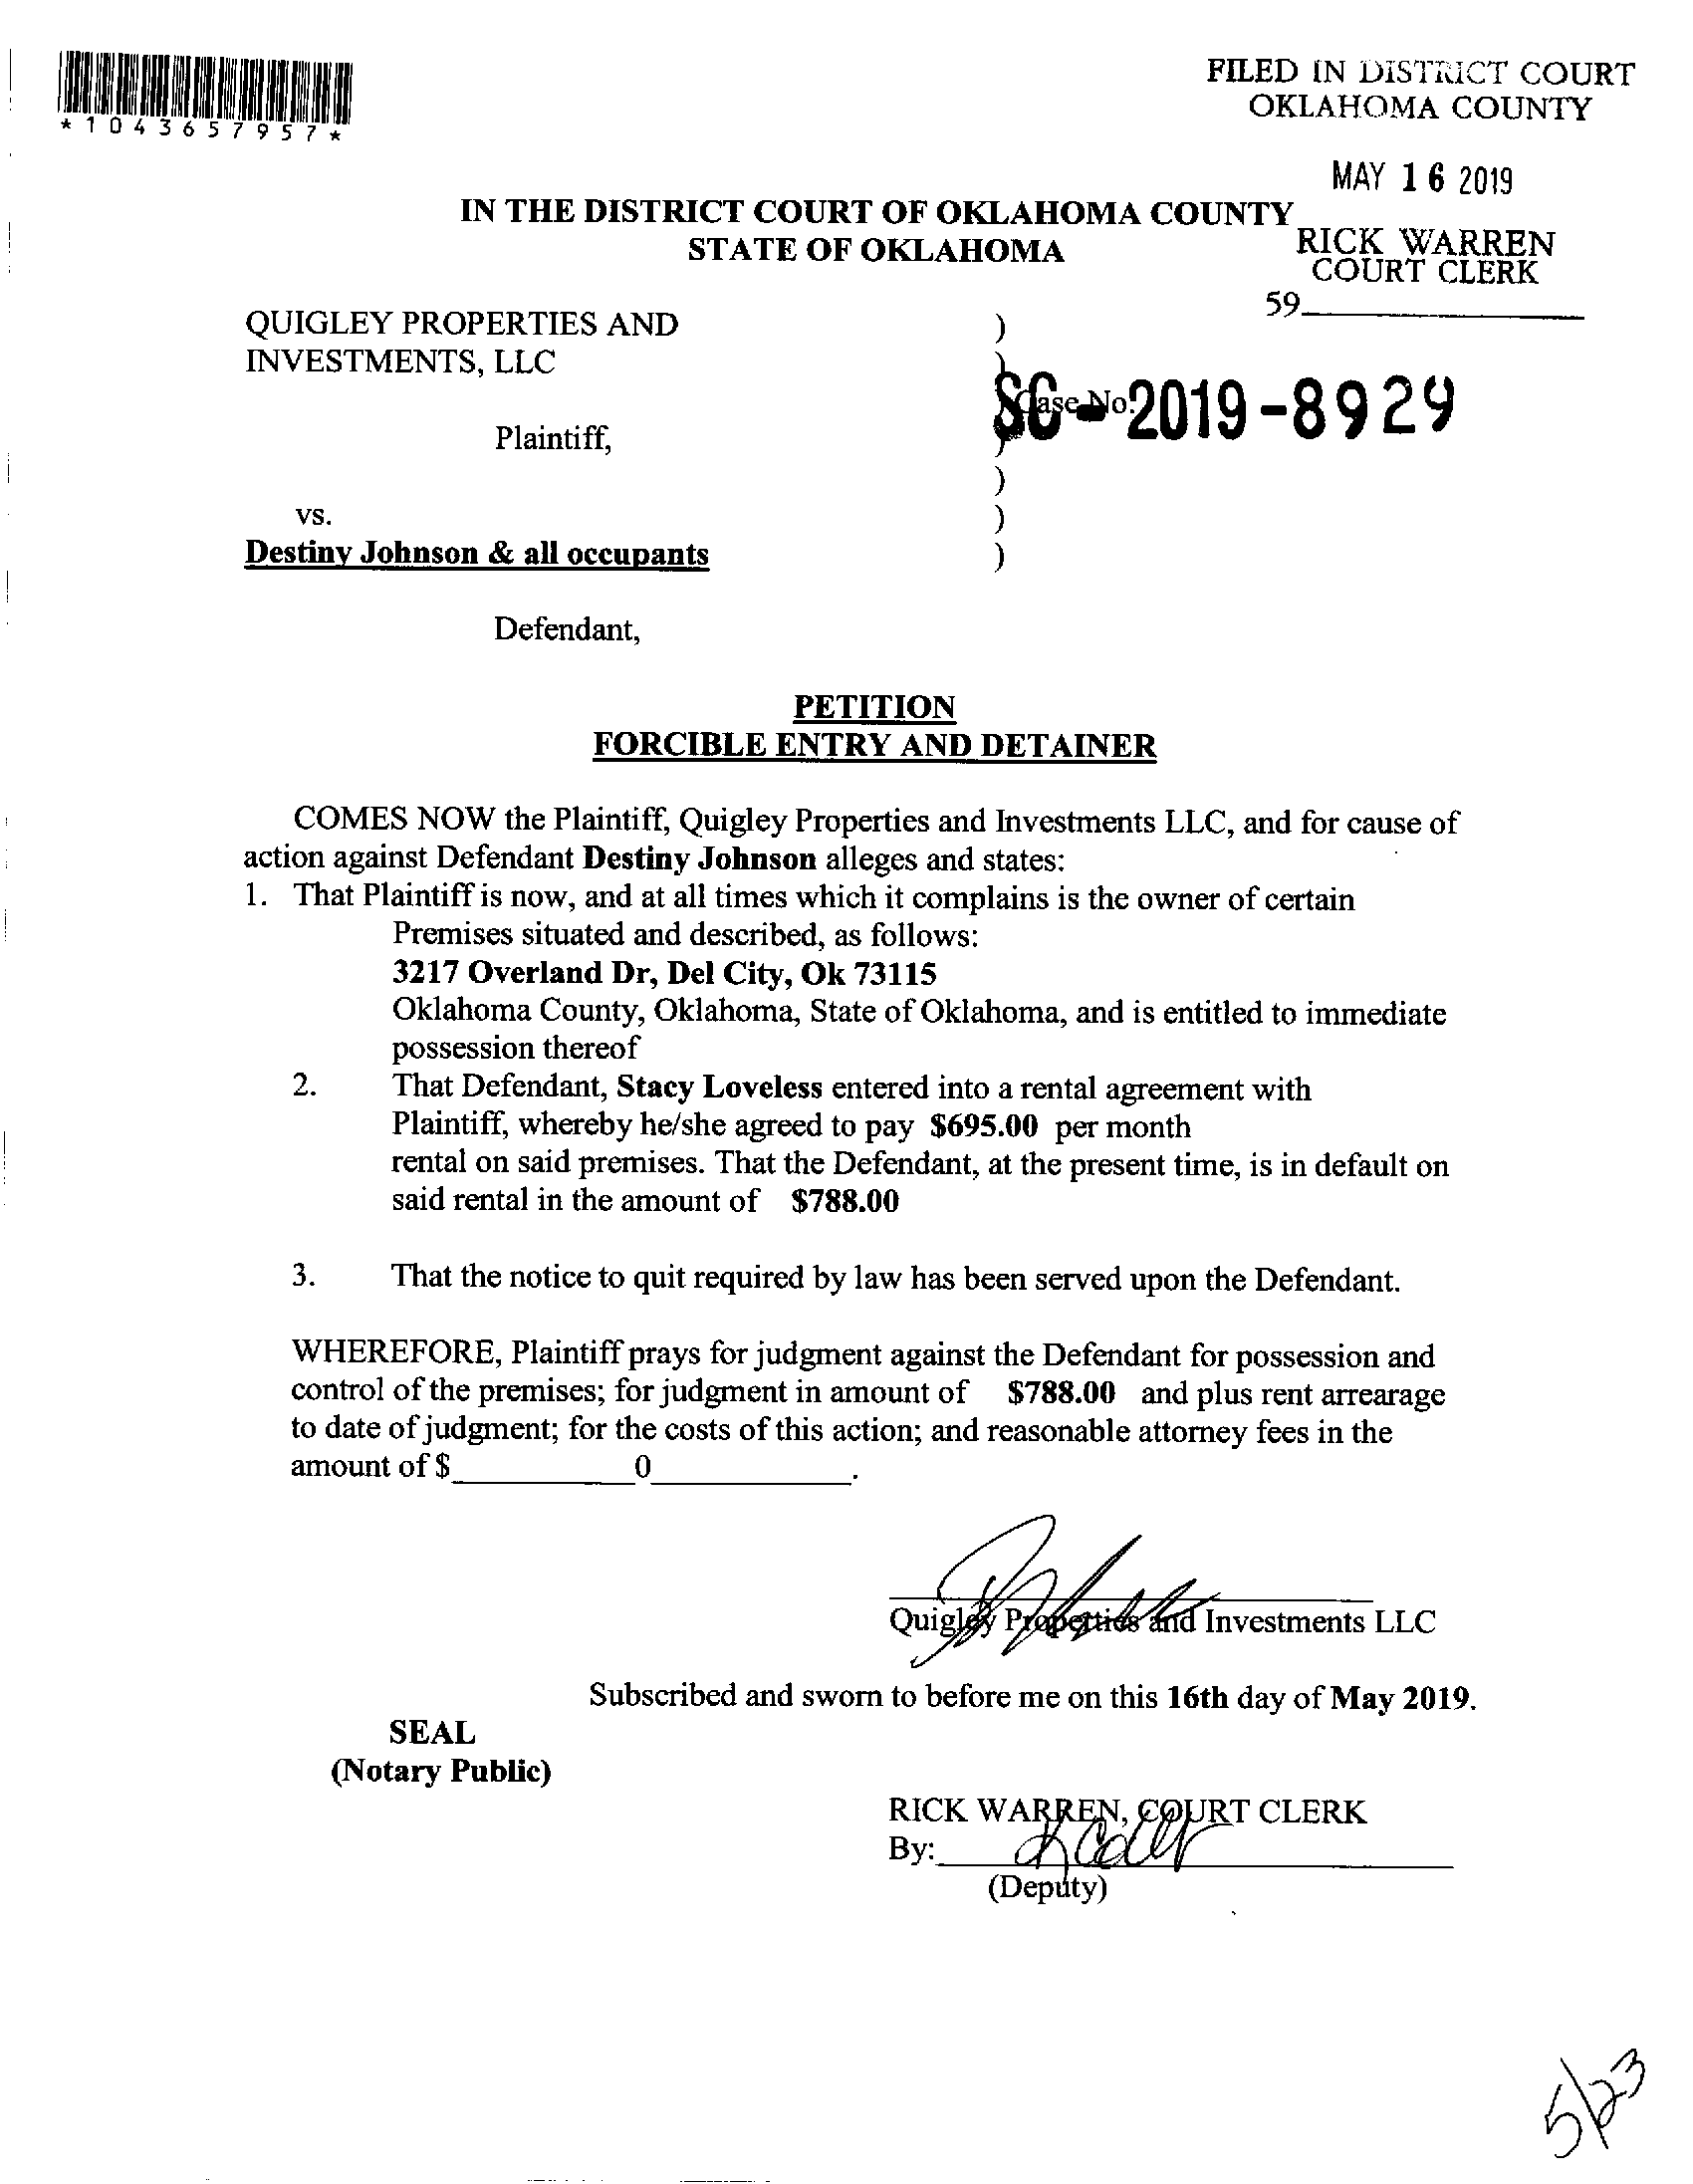 *1043657957*
FILED IN DISTRICT COURT
OKLAHOMA COUNTY
MAY 16 2019
IN THE DISTRICT COURT OF OKLAHOMA COUNTY
STATE OF OKLAHOMA
RICK WARREN
COURT CLERK
59
QUIGLEY PROPERTIES AND )
INVESTMENTS, LLC )
Case No.
SC-2019-8929
Plaintiff, )
)
vs. )
Destiny Johnson & all occupants )
Defendant,
PETITION
FORCIBLE ENTRY AND DETAINER
COMES NOW the Plaintiff, Quigley Properties and Investments LLC, and for cause of
action against Defendant Destiny Johnson alleges and states:
1. That Plaintiff is now, and at all times which it complains is the owner of certain
Premises situated and described, as follows:
3217 Overland Dr, Del City, Ok 73115
Oklahoma County, Oklahoma, State of Oklahoma, and is entitled to immediate
possession thereof
2. That Defendant, Stacy Loveless entered into a rental agreement with
Plaintiff, whereby he/she agreed to pay $695.00 per month
rental on said premises. That the Defendant, at the present time, is in default on
said rental in the amount of $788.00
3. That the notice to quit required by law has been served upon the Defendant.
WHEREFORE, Plaintiff prays for judgment against the Defendant for possession and
control of the premises; for judgment in amount of $788.00 and plus rent arrearage
to date of judgment; for the costs of this action; and reasonable attorney fees in the
amount of $ 0 .
Quigley Properties and Investments LLC
Subscribed and sworn to before me on this 16th day of May 2019.
SEAL
(Notary Public)
RICK WARREN, COURT CLERK
By:
(Deputy)
5/23